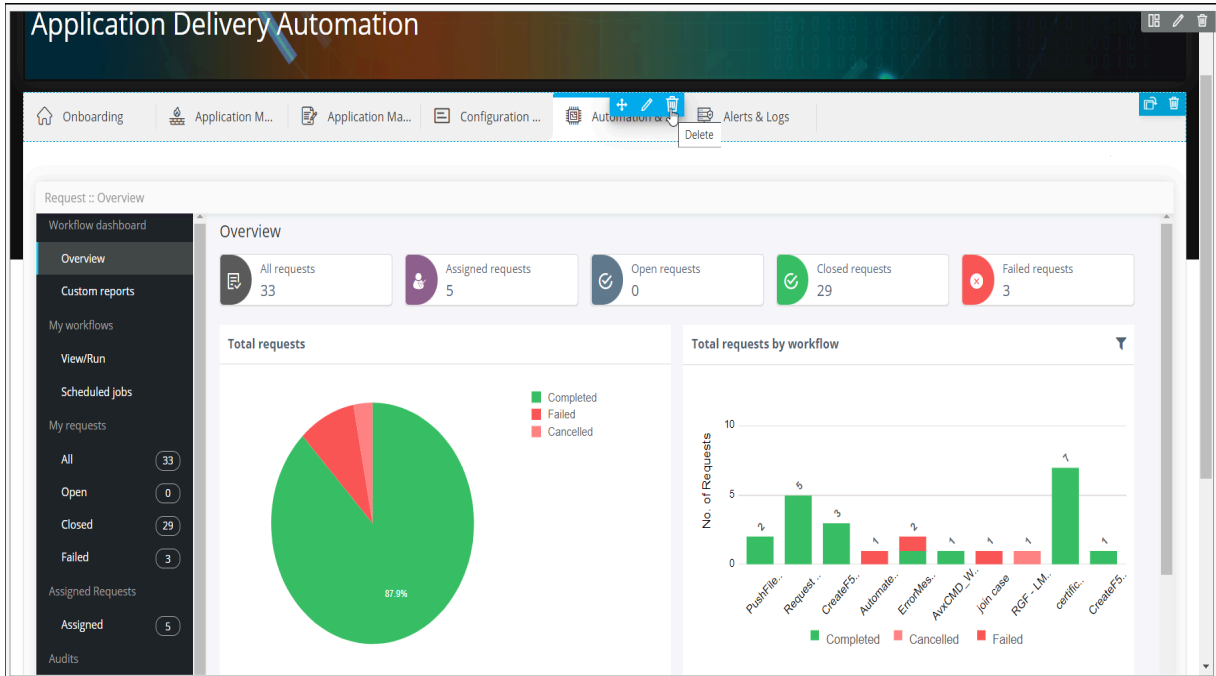 Application Delivery Automation
Onboarding
Application M...
Application Ma...
Configuration ...
Alerts & Logs
Delete
Request :: Overview
Workflow dashboard
Overview
Custom reports
My workflows
View/Run
Scheduled jobs
My requests
All 33
Open 0
Closed 29
Failed 3
Assigned Requests
Assigned 5
Audits
Overview
All requests
33
Assigned requests
5
Open requests
0
Closed requests
29
Failed requests
3
Total requests
Completed
Failed
Cancelled
87.9%
Total requests by workflow
No. of Requests
10
5
0
2
5
3
1
2
1
1
1
7
1
PushFile..
Request ..
CreateF5..
Automate..
ErrorMes..
AvxCMD_W..
join case
RGF - LM..
certific..
CreateF5..
Completed
Cancelled
Failed